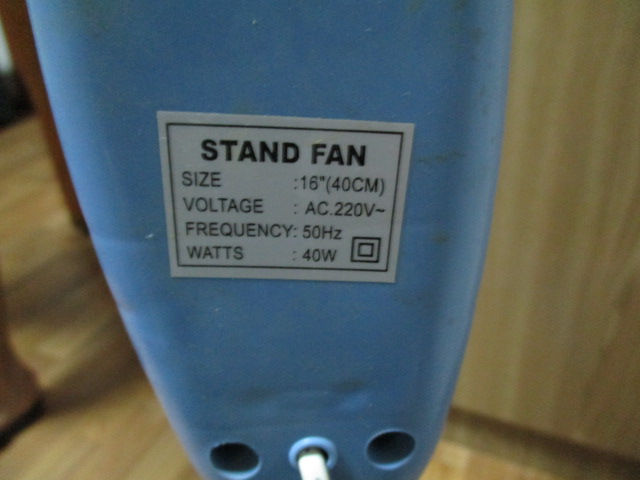 STAND FAN
SIZE :16"(40CM)
VOLTAGE : AC.220V~
FREQUENCY: 50Hz
WATTS : 40W